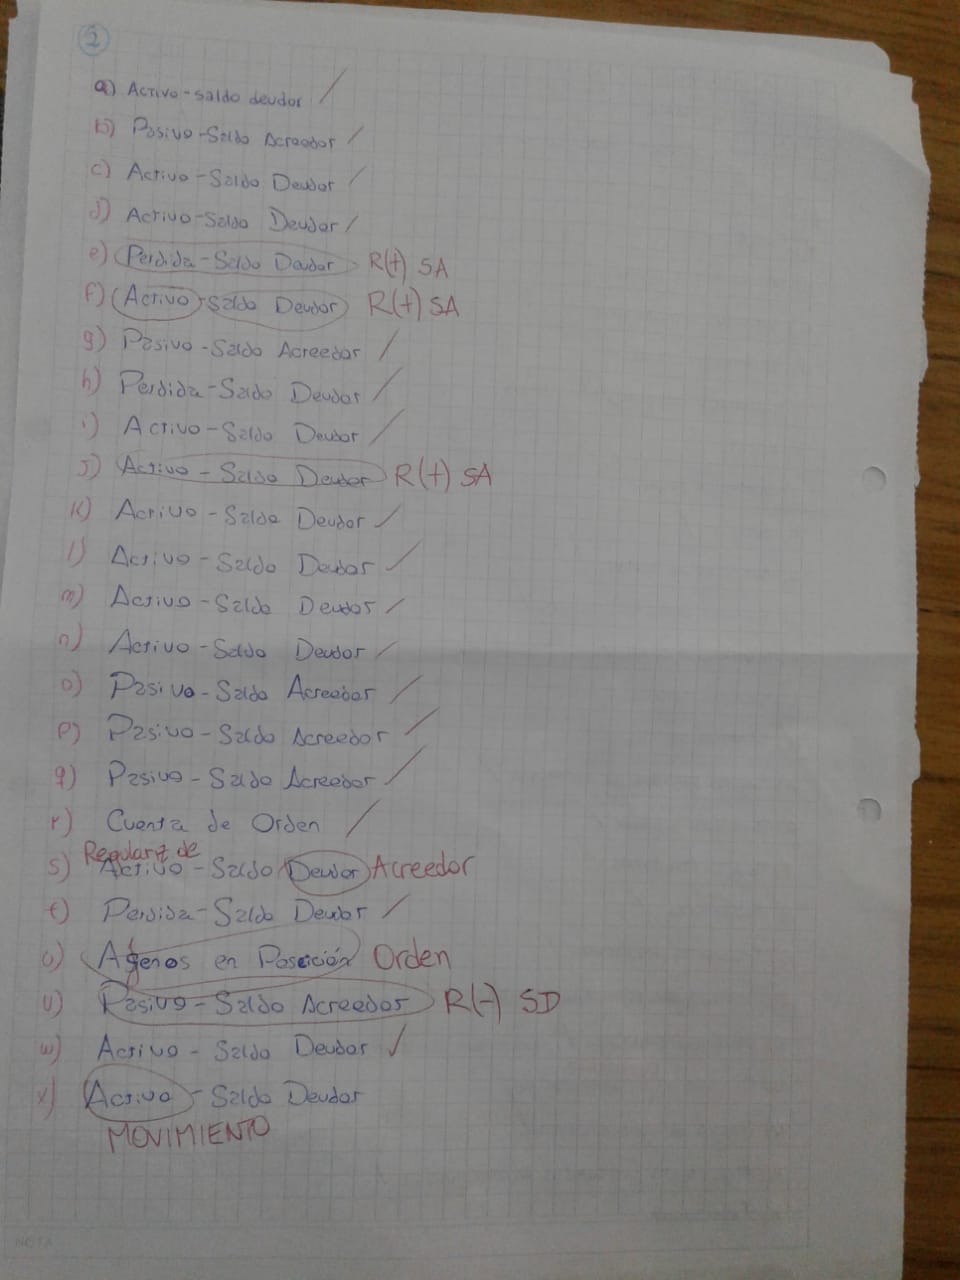 2
a) Activo - saldo deudor
b) Pasivo - Saldo Acreedor
c) Activo - Saldo Deudor
d) Activo - Saldo Deudor
e) Perdida - Saldo Deudor R(+) SA
f) Activo - Saldo Deudor R(+) SA
g) Pasivo - Saldo Acreedor
h) Perdida - Saldo Deudor
i) Activo - Saldo Deudor
j) Activo - Saldo Deudor R(+) SA
k) Activo - Saldo Deudor
l) Activo - Saldo Deudor
m) Activo - Saldo Deudor
n) Activo - Saldo Deudor
o) Pasivo - Saldo Acreedor
p) Pasivo - Saldo Acreedor
q) Pasivo - Saldo Acreedor
r) Cuenta de Orden
Regulariz de
s) Activo - Saldo Deudor Acreedor
t) Perdida - Saldo Deudor
u) Agenos en Posición Orden
v) Pasivo - Saldo Acreedor R(-) SD
w) Activo - Saldo Deudor
x) Activo - Saldo Deudor
MOVIMIENTO
NOTA